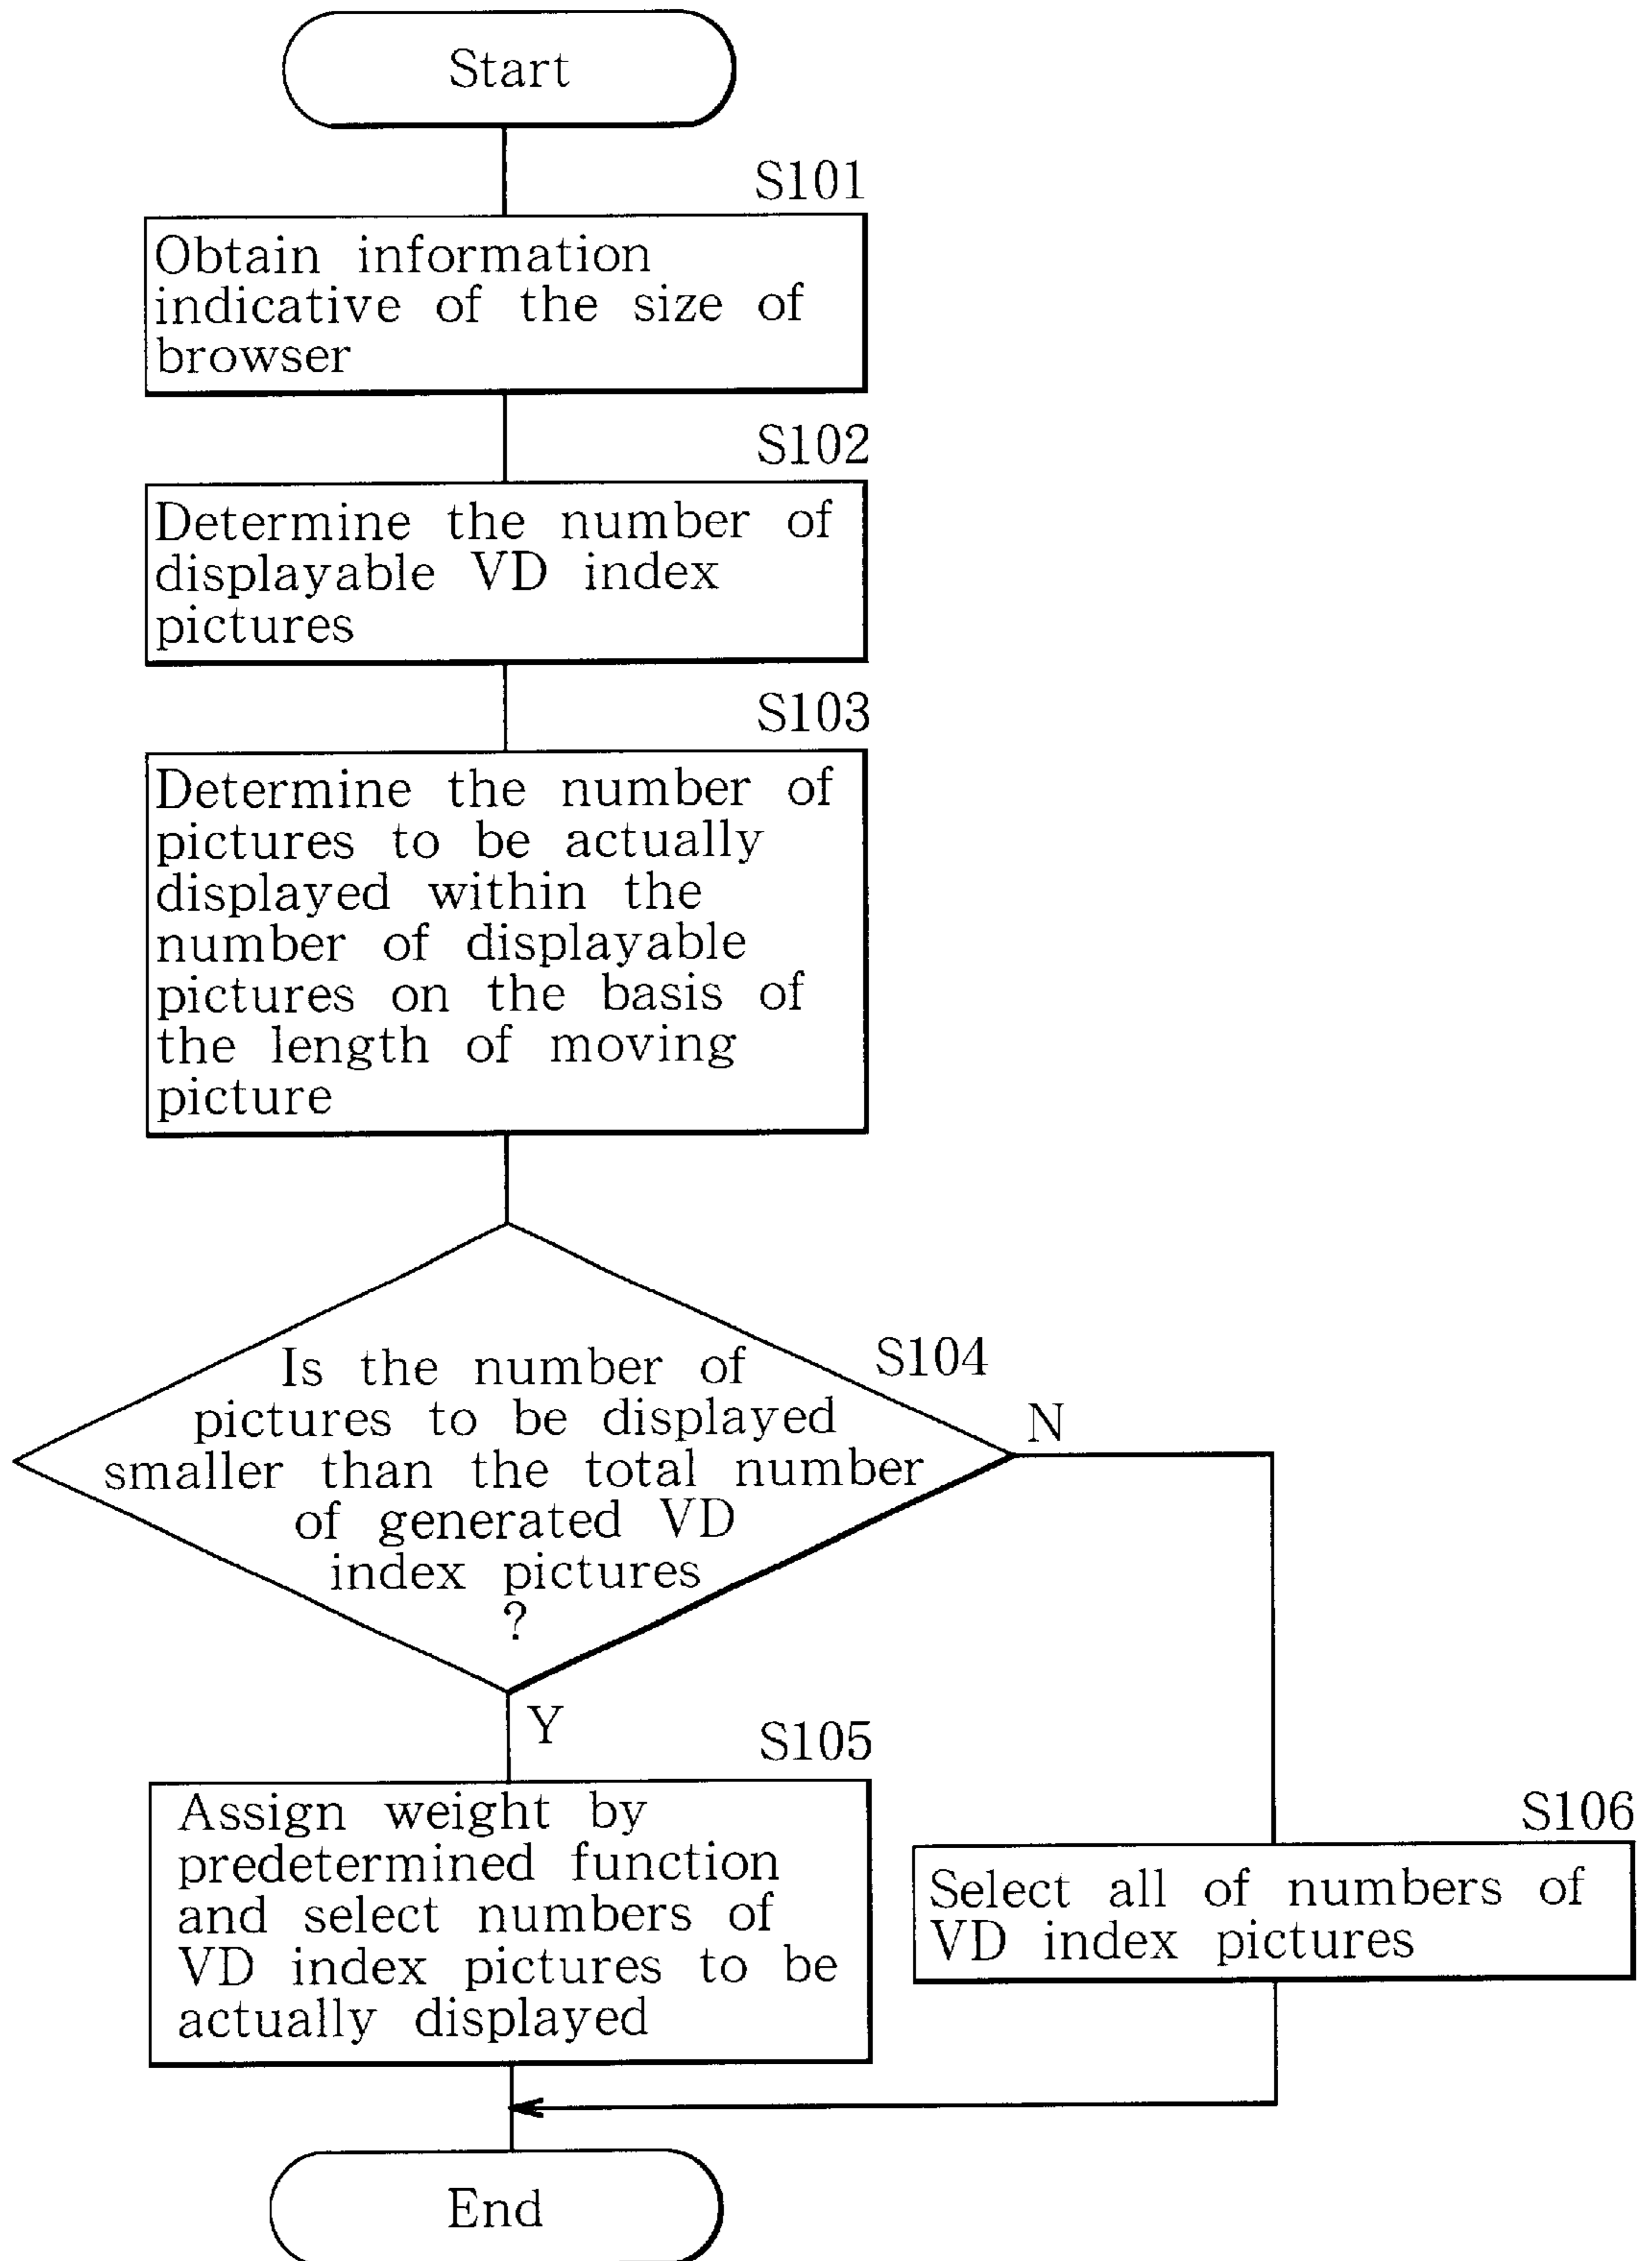 Start
S101
Obtain information
indicative of the size of
browser
S102
Determine the number of
displayable VD index
pictures
S103
Determine the number of
pictures to be actually
displayed within the
number of displayable
pictures on the basis of
the length of moving
picture
S104
Is the number of
pictures to be displayed
smaller than the total number
of generated VD
index pictures
?
N
Y
S105
Assign weight by
predetermined function
and select numbers of
VD index pictures to be
actually displayed
S106
Select all of numbers of
VD index pictures
End